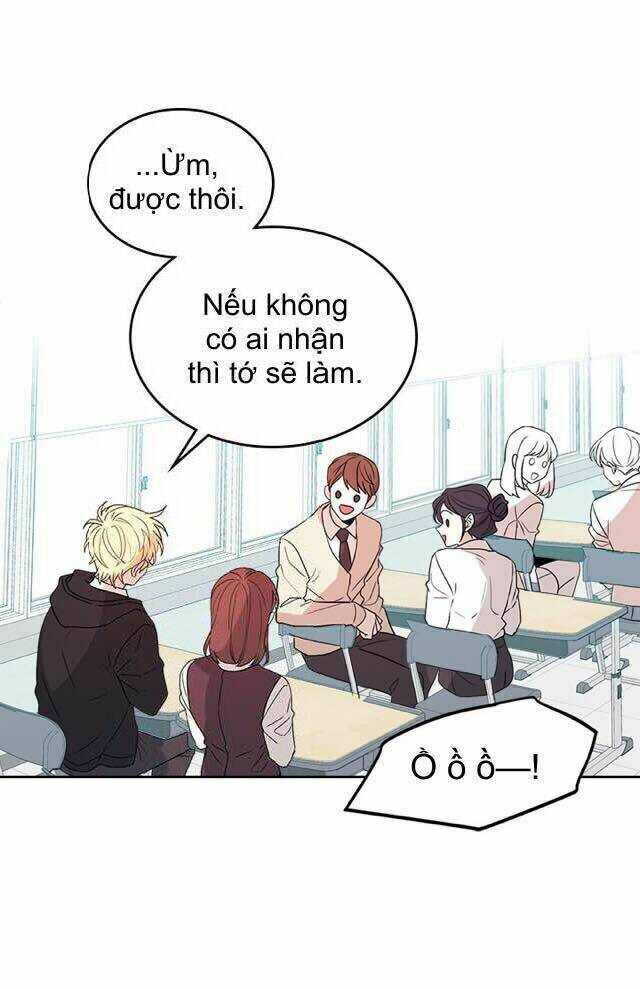 ...Ừm,
được thôi.
Nếu không
có ai nhận
thì tớ sẽ làm.
Ồ ồ ồ—!